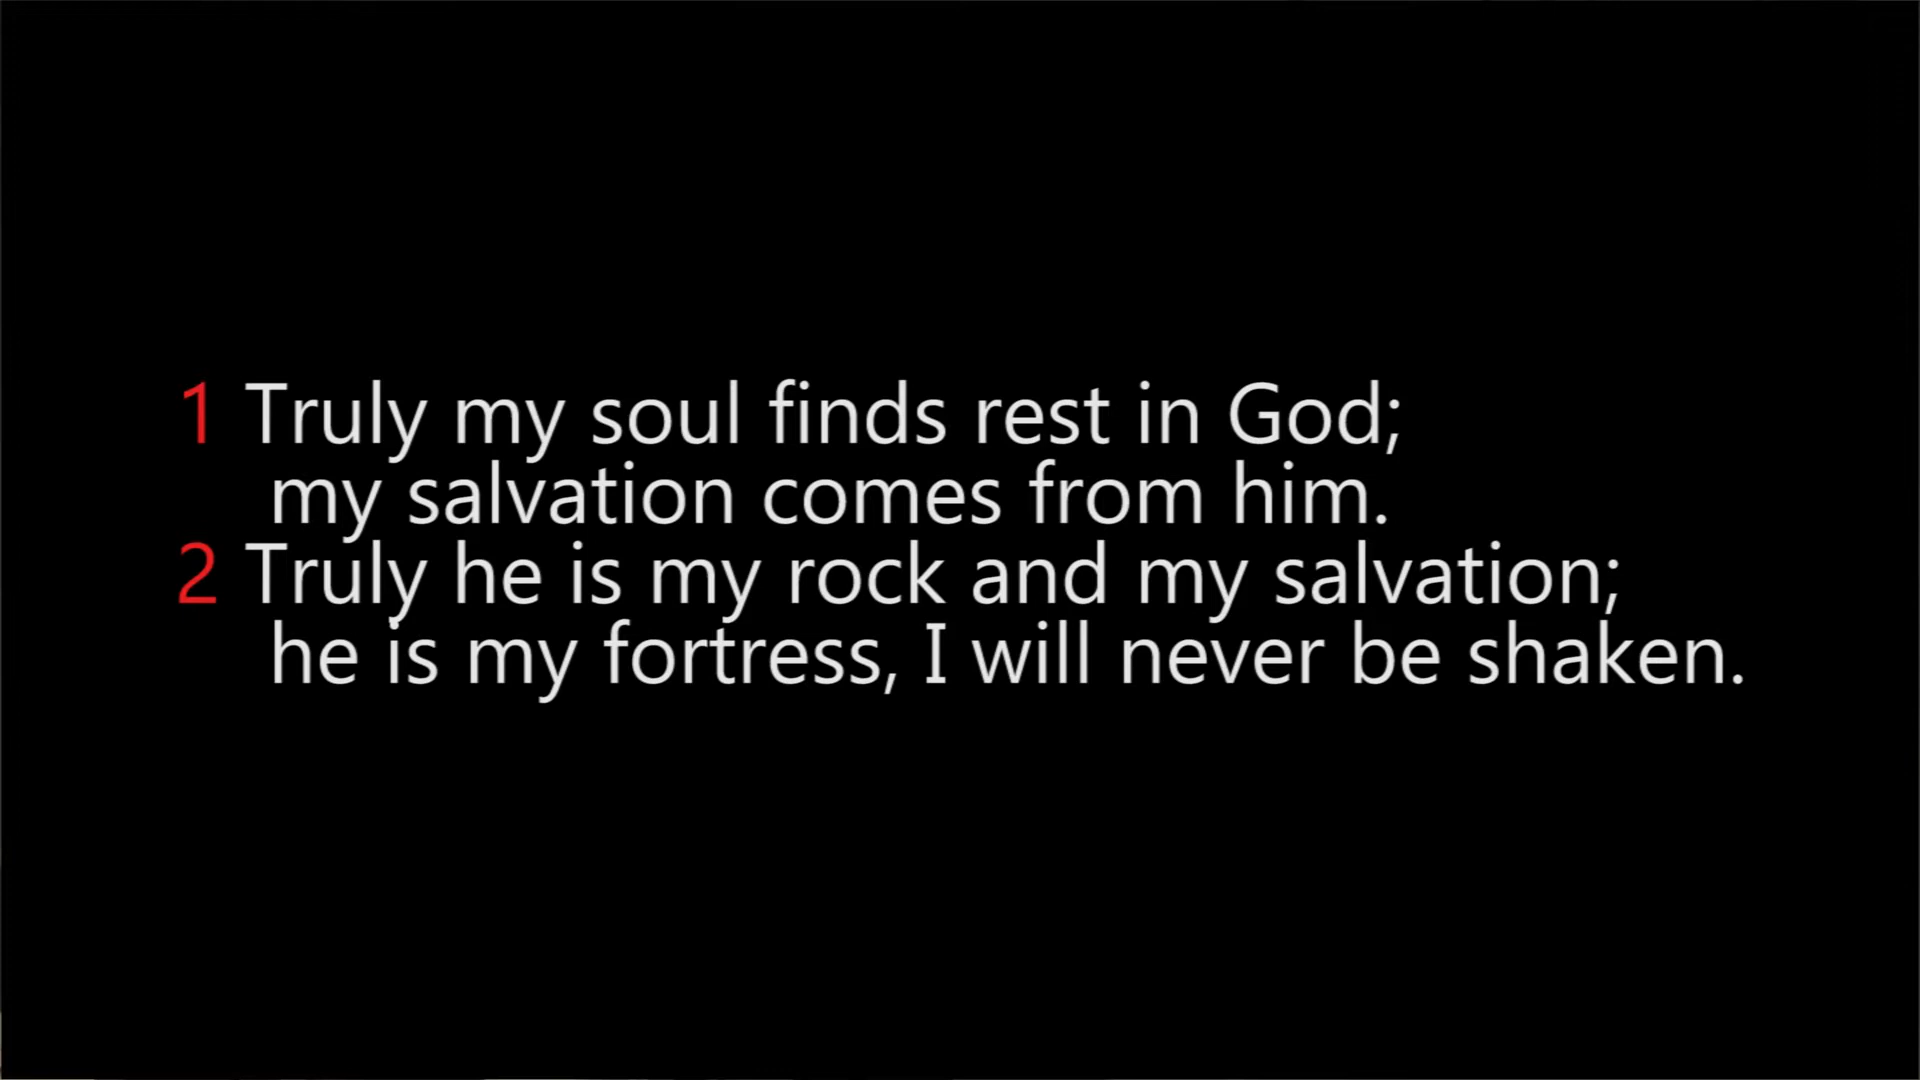 1 Truly my soul finds rest in God;
my salvation comes from him.
2 Truly he is my rock and my salvation;
he is my fortress, I will never be shaken.